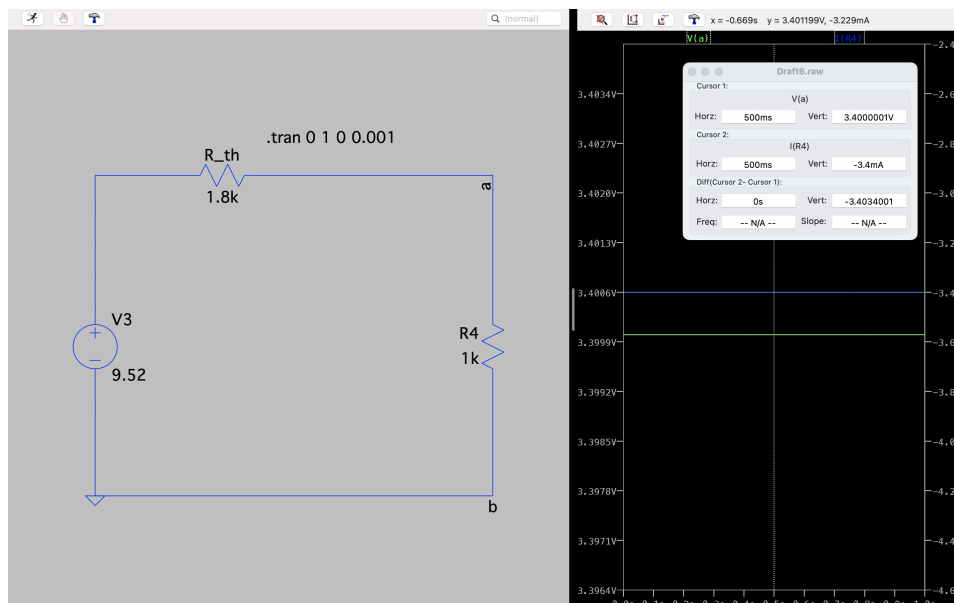 (normal)
x = -0.669s y = 3.401199V, -3.229mA
.tran 0 1 0 0.001
R_th
1.8k
a
V3
+
−
9.52
R4
1k
b
V(a)
I(R4)
Draft6.raw
Cursor 1:
V(a)
Horz: 500ms Vert: 3.4000001V
Cursor 2:
I(R4)
Horz: 500ms Vert: -3.4mA
Diff(Cursor 2- Cursor 1):
Horz: 0s Vert: -3.4034001
Freq: -- N/A -- Slope: -- N/A --
3.4034V
3.4027V
3.4020V
3.4013V
3.4006V
3.3999V
3.3992V
3.3985V
3.3978V
3.3971V
3.3964V
-2.4
-2.6
-2.8
-3.0
-3.2
-3.4
-3.6
-3.8
-4.0
-4.2
-4.4
-4.6